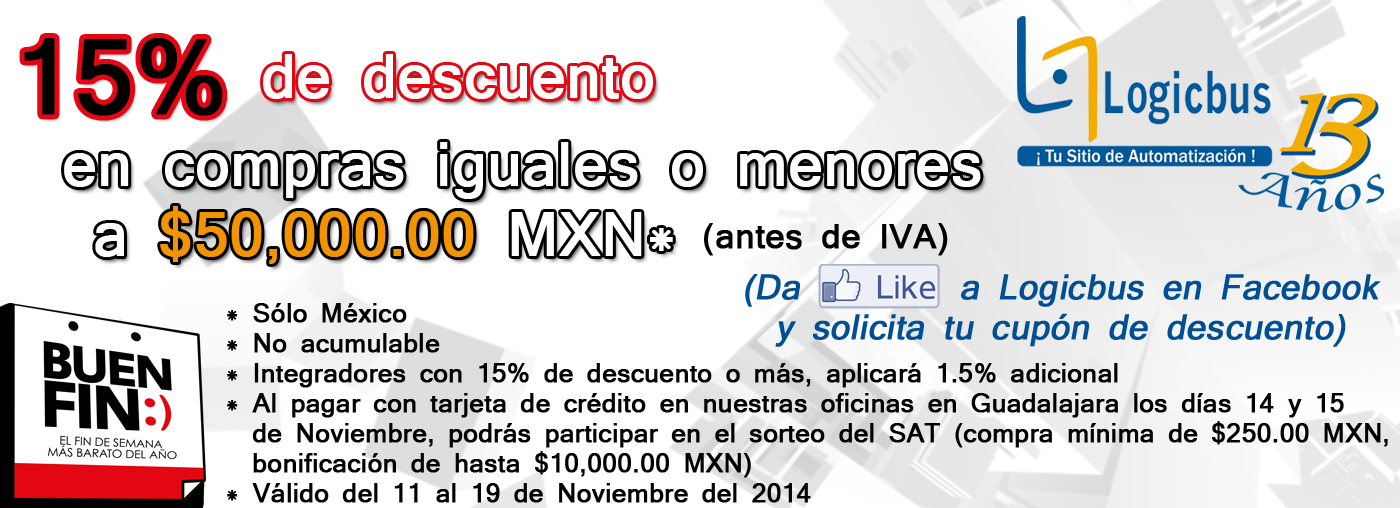 15% de descuento
en compras iguales o menores
a $50,000.00 MXN* (antes de IVA)
Logicbus
¡ Tu Sitio de Automatización !
13
Años
(Da Like a Logicbus en Facebook
y solicita tu cupón de descuento)
BUEN
FIN:)
EL FIN DE SEMANA
MÁS BARATO DEL AÑO
* Sólo México
* No acumulable
* Integradores con 15% de descuento o más, aplicará 1.5% adicional
* Al pagar con tarjeta de crédito en nuestras oficinas en Guadalajara los días 14 y 15
de Noviembre, podrás participar en el sorteo del SAT (compra mínima de $250.00 MXN,
bonificación de hasta $10,000.00 MXN)
* Válido del 11 al 19 de Noviembre del 2014